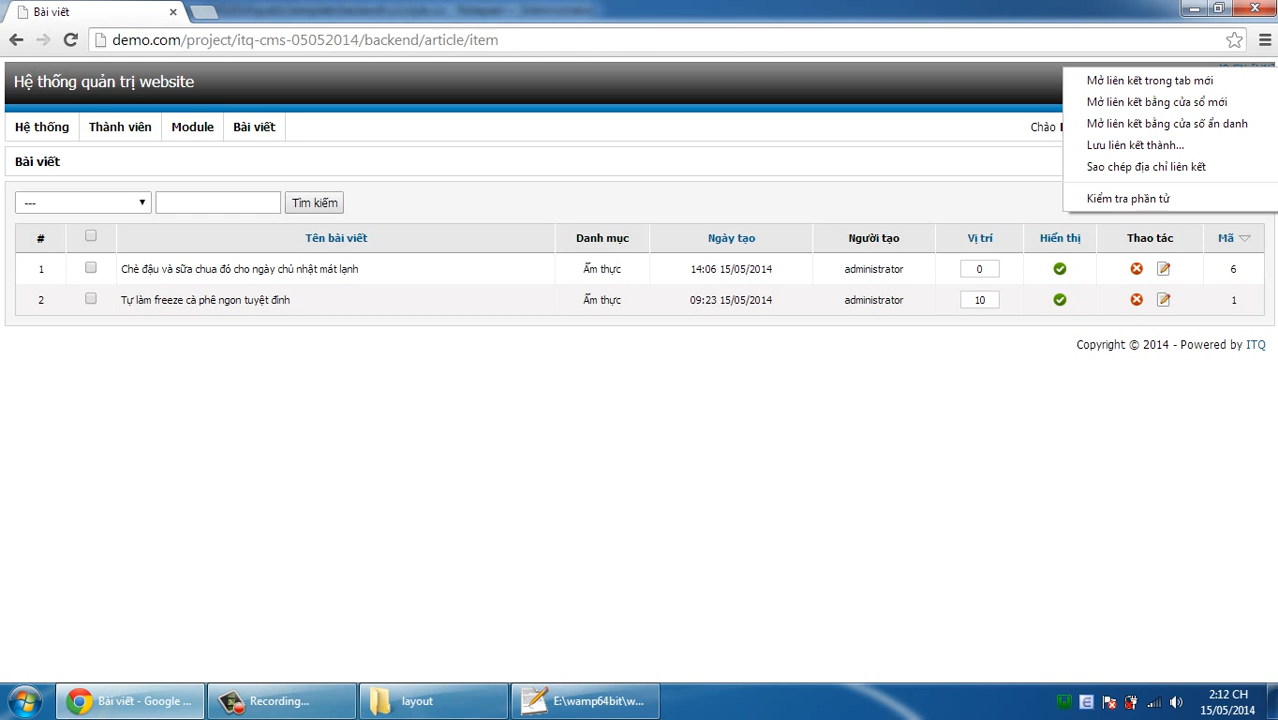 Bài viết
demo.com/project/itq-cms-05052014/backend/article/item
Hệ thống quản trị website
Mở liên kết trong tab mới
Mở liên kết bằng cửa sổ mới
Mở liên kết bằng cửa sổ ẩn danh
Lưu liên kết thành...
Sao chép địa chỉ liên kết
Kiểm tra phần tử
Hệ thống Thành viên Module Bài viết Chào
Bài viết
--- Tìm kiếm
# Tên bài viết Danh mục Ngày tạo Người tạo Vị trí Hiển thị Thao tác Mã
1 Chè đậu và sữa chua đỏ cho ngày chủ nhật mát lạnh Ẩm thực 14:06 15/05/2014 administrator 0 6
2 Tự làm freeze cà phê ngon tuyệt đỉnh Ẩm thực 09:23 15/05/2014 administrator 10 1
Copyright © 2014 - Powered by ITQ
Bài viết - Google ... Recording... layout E:\wamp64bit\w... 2:12 CH
15/05/2014